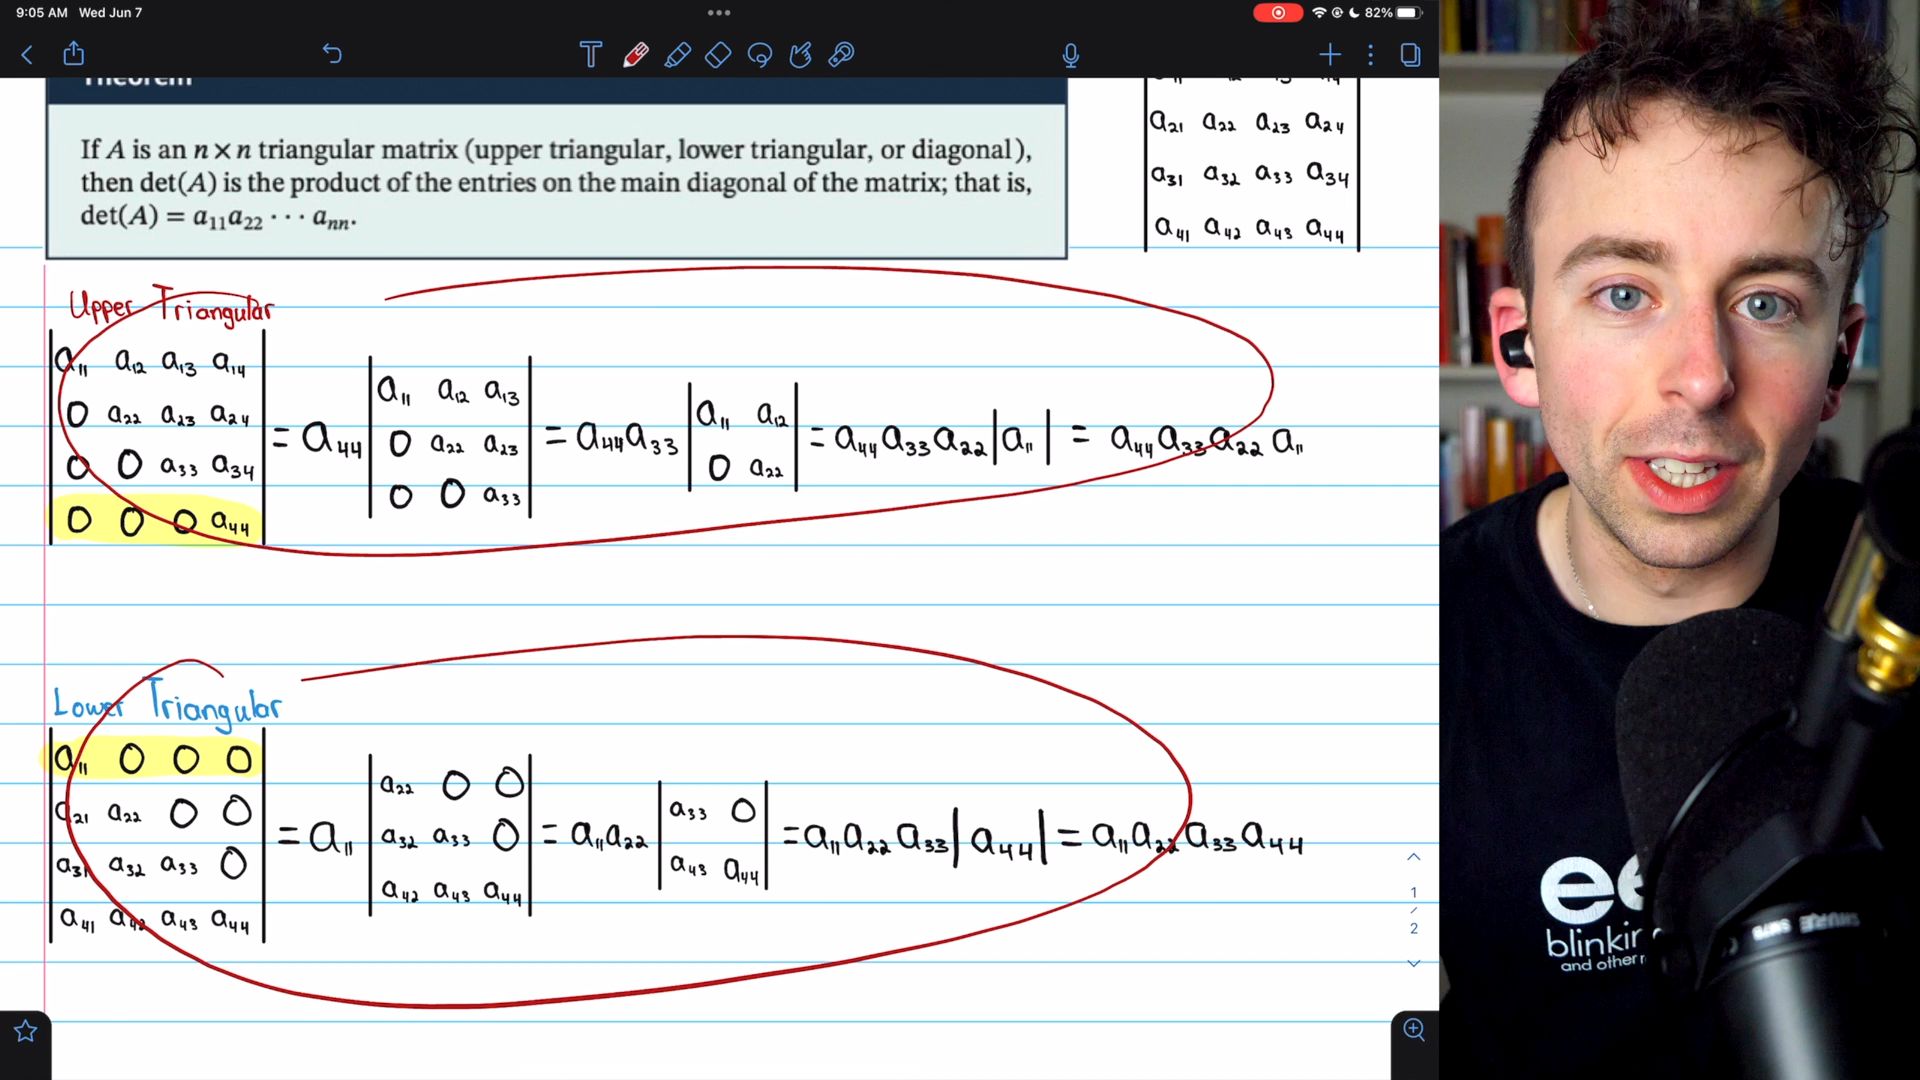 9:05 AM Wed Jun 7
82%
Theorem
If A is an n × n triangular matrix (upper triangular, lower triangular, or diagonal),
then det(A) is the product of the entries on the main diagonal of the matrix; that is,
det(A) = a₁₁a₂₂ · · · aₙₙ.
a₂₁ a₂₂ a₂₃ a₂₄
a₃₁ a₃₂ a₃₃ a₃₄
a₄₁ a₄₂ a₄₃ a₄₄
Upper Triangular
|a₁₁ a₁₂ a₁₃ a₁₄|
|0 a₂₂ a₂₃ a₂₄|
|0 0 a₃₃ a₃₄|
|0 0 0 a₄₄|
= a₄₄
|a₁₁ a₁₂ a₁₃|
|0 a₂₂ a₂₃|
|0 0 a₃₃|
= a₄₄a₃₃
|a₁₁ a₁₂|
|0 a₂₂|
= a₄₄a₃₃a₂₂|a₁₁| = a₄₄a₃₃a₂₂a₁₁
Lower Triangular
|a₁₁ 0 0 0|
|a₂₁ a₂₂ 0 0|
|a₃₁ a₃₂ a₃₃ 0|
|a₄₁ a₄₂ a₄₃ a₄₄|
= a₁₁
|a₂₂ 0 0|
|a₃₂ a₃₃ 0|
|a₄₂ a₄₃ a₄₄|
= a₁₁a₂₂
|a₃₃ 0|
|a₄₃ a₄₄|
= a₁₁a₂₂a₃₃|a₄₄| = a₁₁a₂₂a₃₃a₄₄
1
/
2
and other